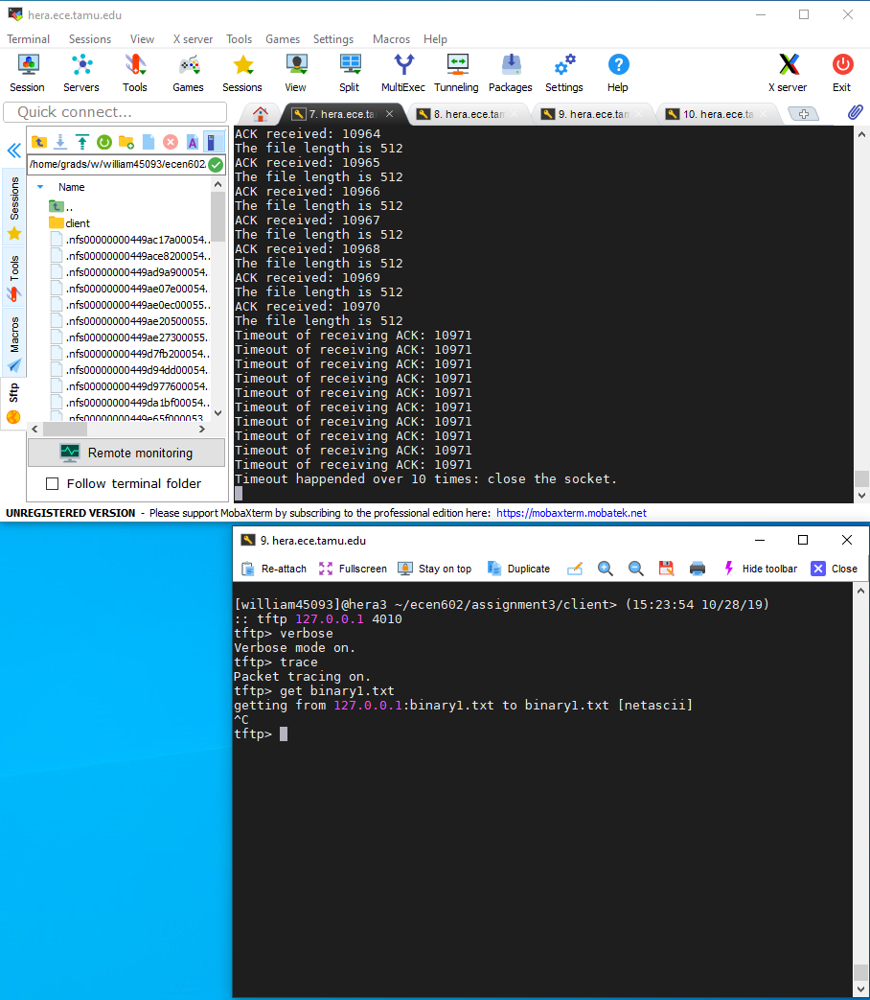 hera.ece.tamu.edu
Terminal Sessions View X server Tools Games Settings Macros Help
Session Servers Tools Games Sessions View Split MultiExec Tunneling Packages Settings Help X server Exit
Quick connect...
7. hera.ece.tamu.edu
8. hera.ece.tam
9. hera.ece.tam
10. hera.ece.ta
/home/grads/w/william45093/ecen602/
Name
..
client
.nfs00000000449ac17a00054..
.nfs00000000449ace8200054..
.nfs00000000449ad9a900054..
.nfs00000000449ae07e00054..
.nfs00000000449ae0ec00055..
.nfs00000000449ae20500055..
.nfs00000000449ae27300055..
.nfs00000000449d7fb200054..
.nfs00000000449d94dd00054..
.nfs00000000449d977600054..
.nfs00000000449da1bf00054..
.nfs00000000449e65f000053
Sessions
Tools
Macros
Sftp
Remote monitoring
Follow terminal folder
ACK received: 10964
The file length is 512
ACK received: 10965
The file length is 512
ACK received: 10966
The file length is 512
ACK received: 10967
The file length is 512
ACK received: 10968
The file length is 512
ACK received: 10969
The file length is 512
ACK received: 10970
The file length is 512
Timeout of receiving ACK: 10971
Timeout of receiving ACK: 10971
Timeout of receiving ACK: 10971
Timeout of receiving ACK: 10971
Timeout of receiving ACK: 10971
Timeout of receiving ACK: 10971
Timeout of receiving ACK: 10971
Timeout of receiving ACK: 10971
Timeout of receiving ACK: 10971
Timeout of receiving ACK: 10971
Timeout happended over 10 times: close the socket.
UNREGISTERED VERSION - Please support MobaXterm by subscribing to the professional edition here: https://mobaxterm.mobatek.net
9. hera.ece.tamu.edu
Re-attach Fullscreen Stay on top Duplicate Hide toolbar Close
[william45093]@hera3 ~/ecen602/assignment3/client> (15:23:54 10/28/19)
:: tftp 127.0.0.1 4010
tftp> verbose
Verbose mode on.
tftp> trace
Packet tracing on.
tftp> get binary1.txt
getting from 127.0.0.1:binary1.txt to binary1.txt [netascii]
^C
tftp>